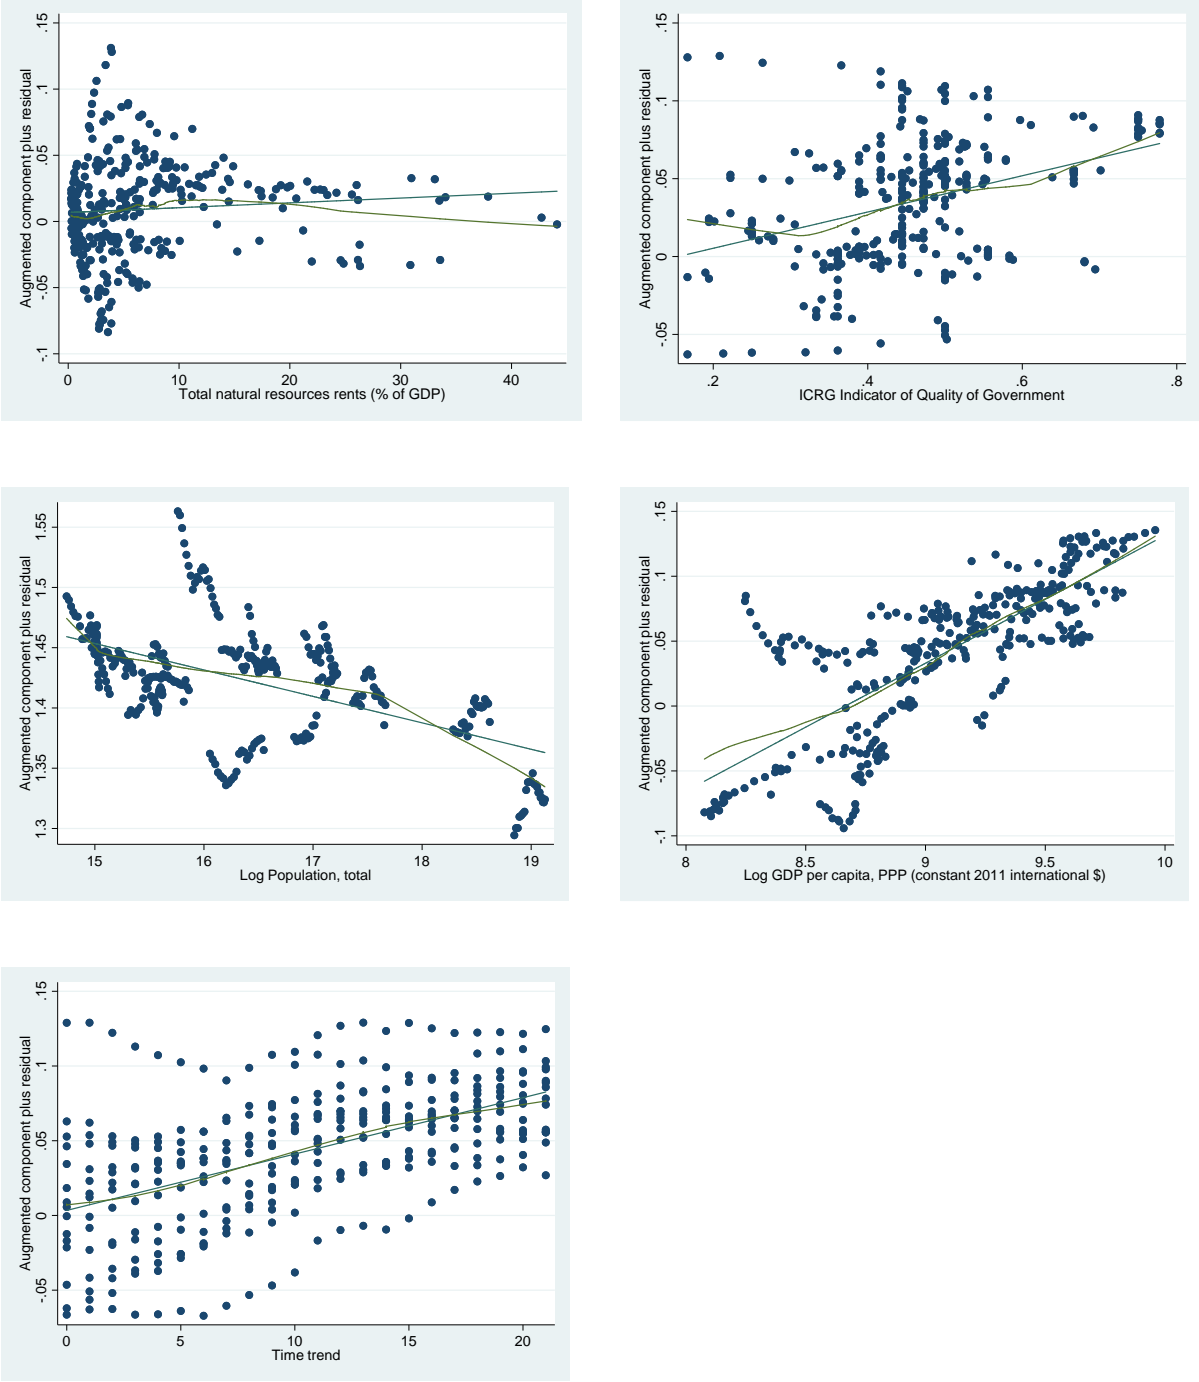 Augmented component plus residual
.15
.1
.05
0
-.05
-.1
0 10 20 30 40
Total natural resources rents (% of GDP)
Augmented component plus residual
.15
.1
.05
0
-.05
.2 .4 .6 .8
ICRG Indicator of Quality of Government
Augmented component plus residual
1.55
1.5
1.45
1.4
1.35
1.3
15 16 17 18 19
Log Population, total
Augmented component plus residual
.15
.1
.05
0
-.05
-.1
8 8.5 9 9.5 10
Log GDP per capita, PPP (constant 2011 international $)
Augmented component plus residual
.15
.1
.05
0
-.05
0 5 10 15 20
Time trend